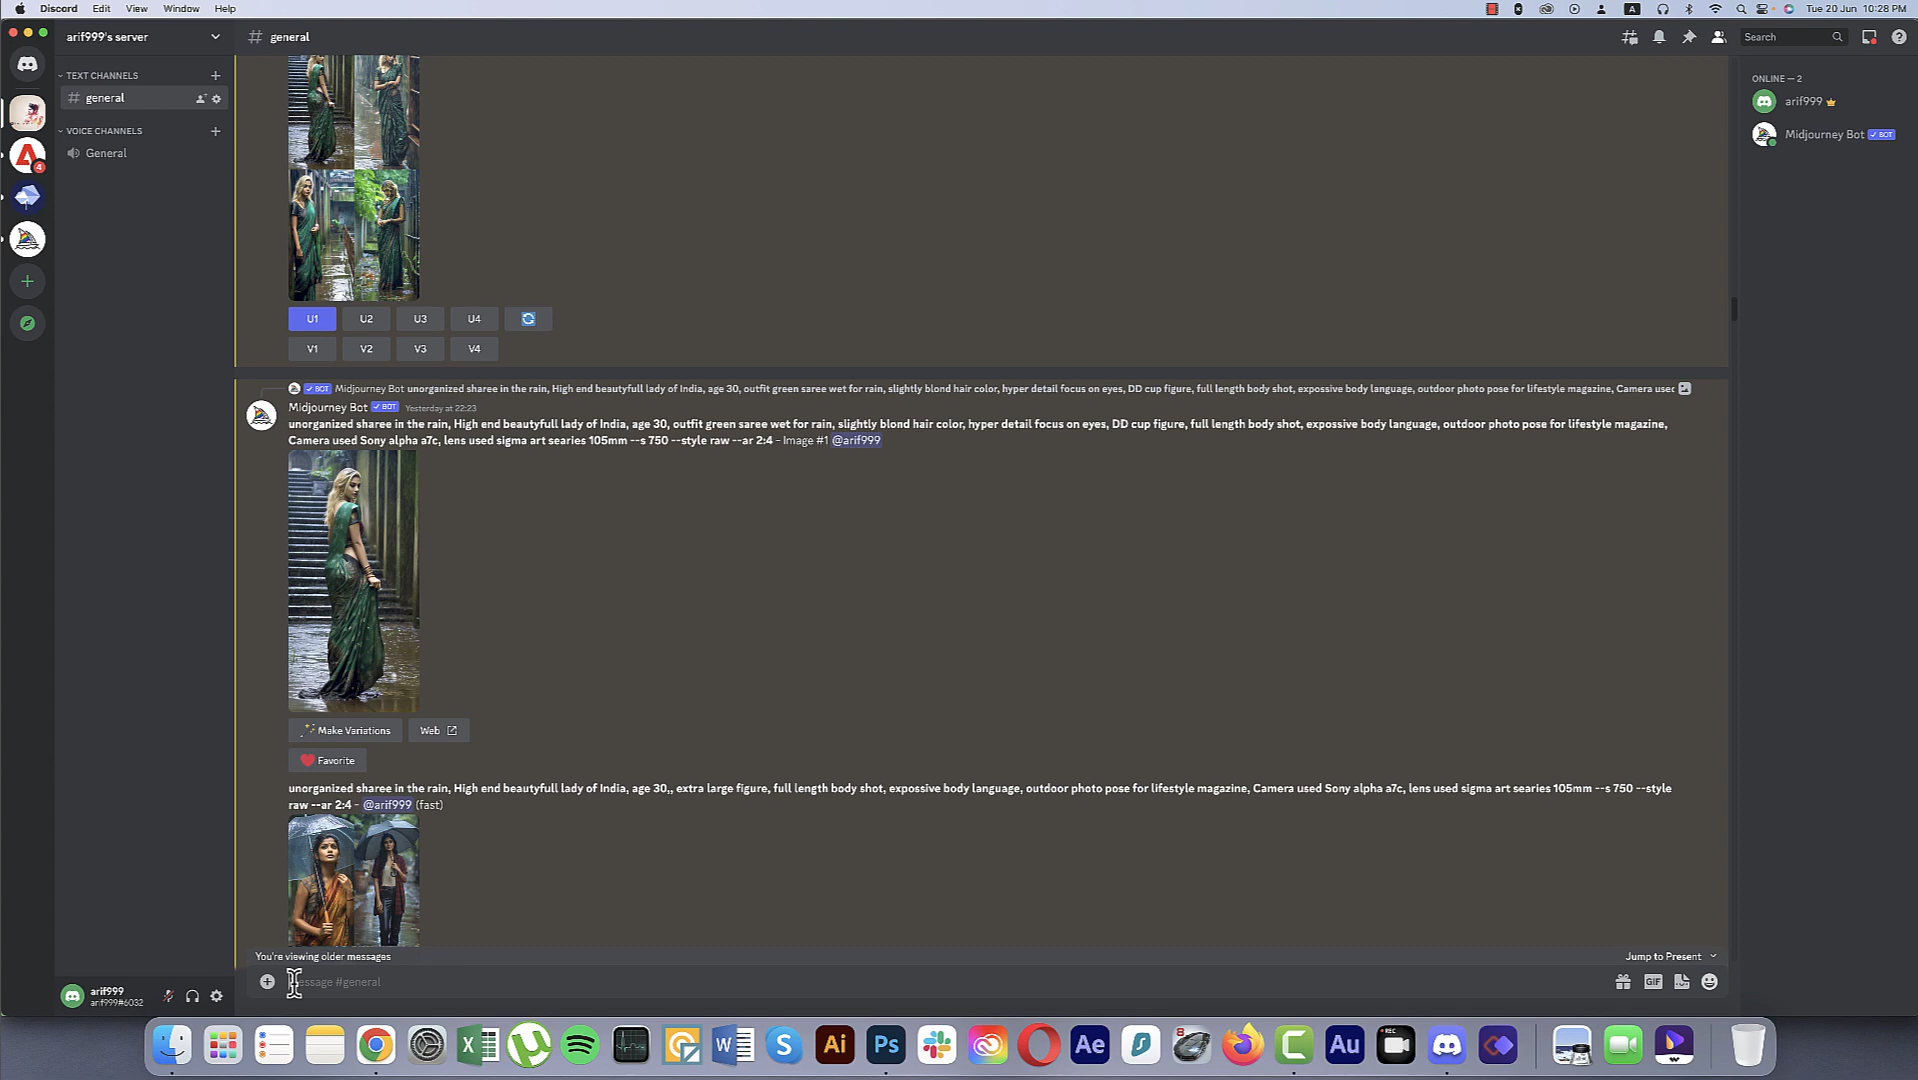 Discord Edit View Window Help
A Tue 20 Jun 10:28 PM
arif999's server
# general
Search
TEXT CHANNELS
# general
VOICE CHANNELS
General
4
ONLINE — 2
arif999
Midjourney Bot ✓ BOT
U1 U2 U3 U4
V1 V2 V3 V4
✓ BOT Midjourney Bot unorganized sharee in the rain, High end beautyfull lady of India, age 30, outfit green saree wet for rain, slightly blond hair color, hyper detail focus on eyes, DD cup figure, full length body shot, expossive body language, outdoor photo pose for lifestyle magazine, Camera used
Midjourney Bot ✓ BOT Yesterday at 22:23
unorganized sharee in the rain, High end beautyfull lady of India, age 30, outfit green saree wet for rain, slightly blond hair color, hyper detail focus on eyes, DD cup figure, full length body shot, expossive body language, outdoor photo pose for lifestyle magazine,
Camera used Sony alpha a7c, lens used sigma art searies 105mm --s 750 --style raw --ar 2:4 - Image #1 @arif999
Make Variations Web
Favorite
unorganized sharee in the rain, High end beautyfull lady of India, age 30,, extra large figure, full length body shot, expossive body language, outdoor photo pose for lifestyle magazine, Camera used Sony alpha a7c, lens used sigma art searies 105mm --s 750 --style
raw --ar 2:4 - @arif999 (fast)
You're viewing older messages
Jump to Present
essage #general
GIF
arif999
arif999#6032
X W S Ai Ps Ae 8 Au REC